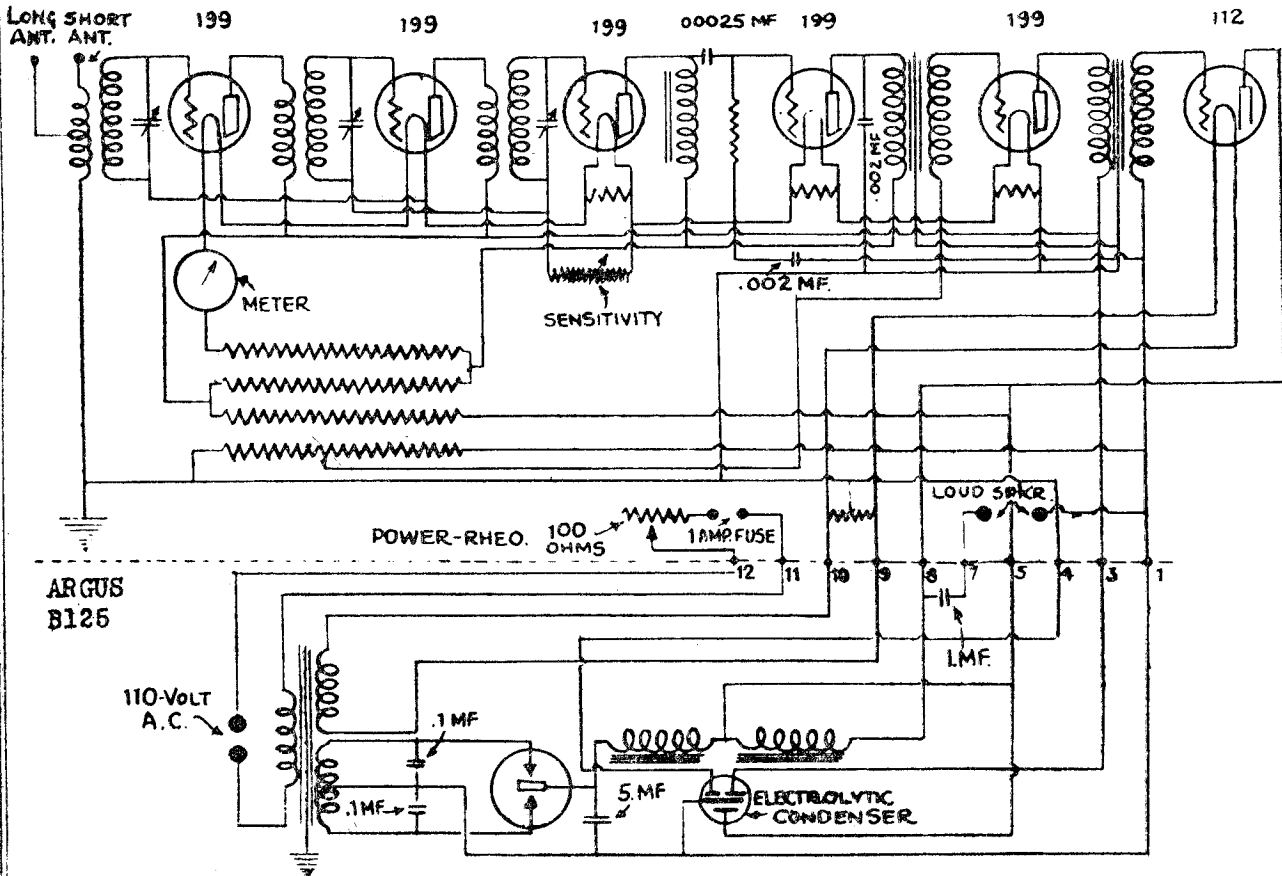 LONG SHORT
ANT. ANT.
199
199
199
.00025 MF
199
199
112
.002 MF.
.002 MF.
METER
SENSITIVITY
POWER-RHEO.
100
OHMS
1 AMP. FUSE
LOUD SPKR.
12 11 10 9 8 7 5 4 3 1
ARGUS
B125
1.MF.
110-VOLT
A.C.
.1 MF
.1MF
5. MF
ELECTROLYTIC
CONDENSER